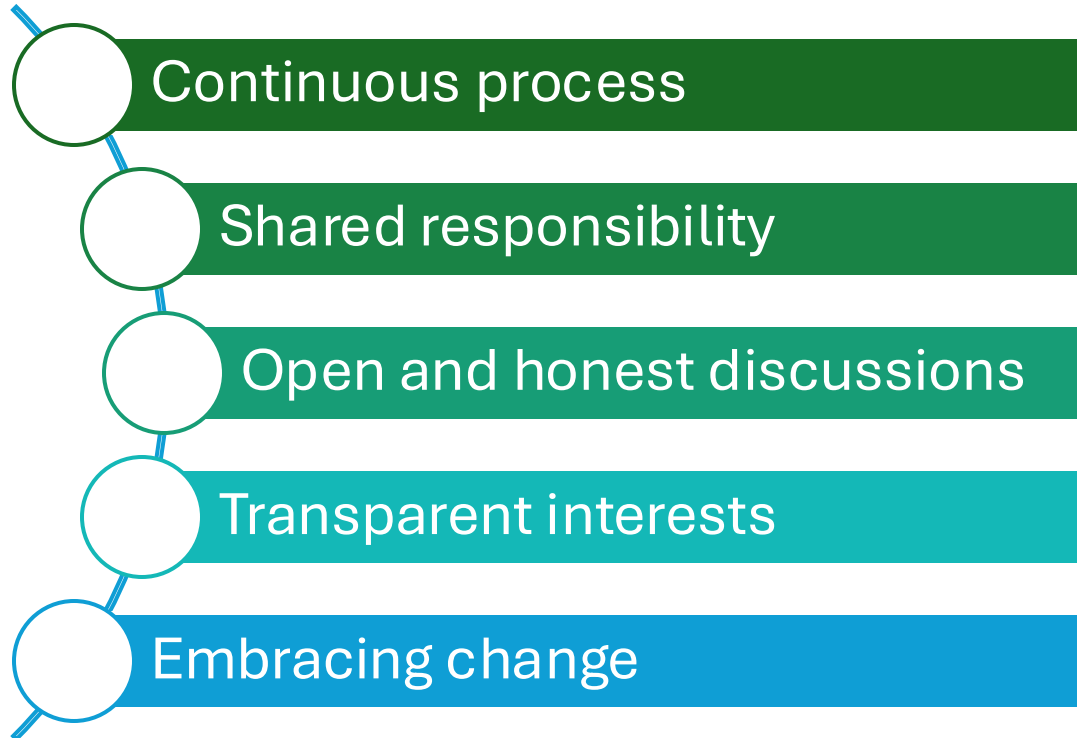 Continuous process
Shared responsibility
Open and honest discussions
Transparent interests
Embracing change